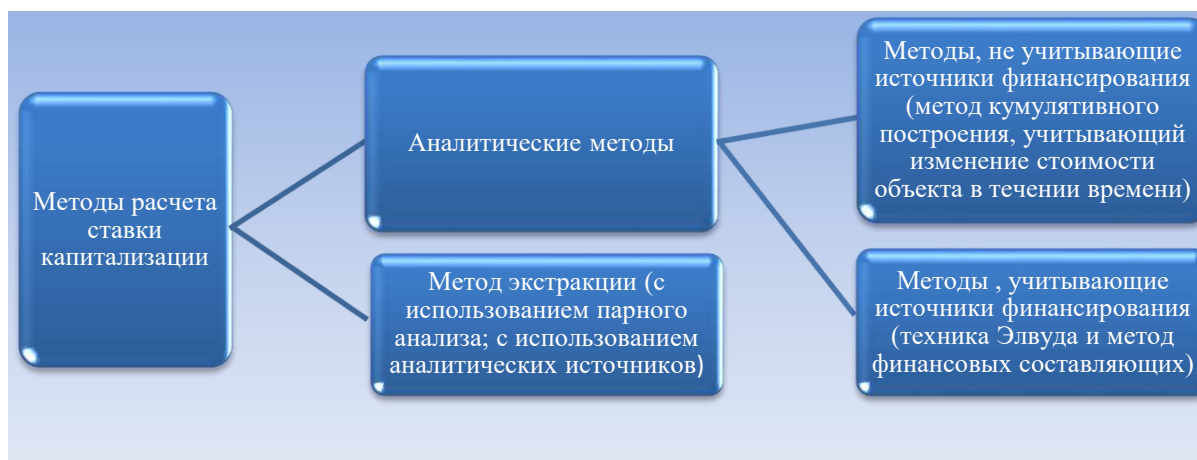 Методы расчета
ставки
капитализации
Аналитические методы
Метод экстракции (с
использованием парного
анализа; с использованием
аналитических источников)
Методы, не учитывающие
источники финансирования
(метод кумулятивного
построения, учитывающий
изменение стоимости
объекта в течении времени)
Методы , учитывающие
источники финансирования
(техника Элвуда и метод
финансовых составляющих)